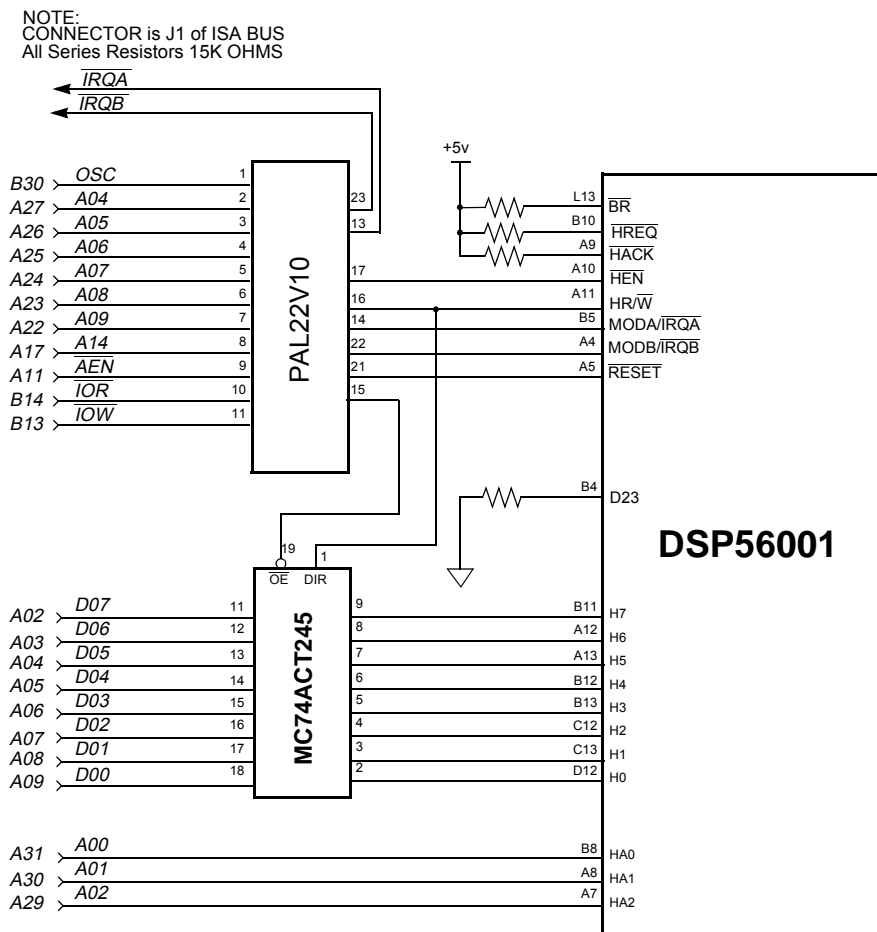 NOTE:
CONNECTOR is J1 of ISA BUS
All Series Resistors 15K OHMS
IRQA
IRQB
+5v
B30 OSC 1
A27 A04 2
A26 A05 3
A25 A06 4
A24 A07 5
A23 A08 6
A22 A09 7
A17 A14 8
A11 AEN 9
B14 IOR 10
B13 IOW 11
PAL22V10
23
13
17
16
14
22
21
15
L13 BR
B10 HREQ
A9 HACK
A10 HEN
A11 HR/W
B5 MODA/IRQA
A4 MODB/IRQB
A5 RESET
B4 D23
DSP56001
19 1
OE DIR
MC74ACT245
A02 D07 11 9 B11 H7
A03 D06 12 8 A12 H6
A04 D05 13 7 A13 H5
A05 D04 14 6 B12 H4
A06 D03 15 5 B13 H3
A07 D02 16 4 C12 H2
A08 D01 17 3 C13 H1
A09 D00 18 2 D12 H0
A31 A00 B8 HA0
A30 A01 A8 HA1
A29 A02 A7 HA2